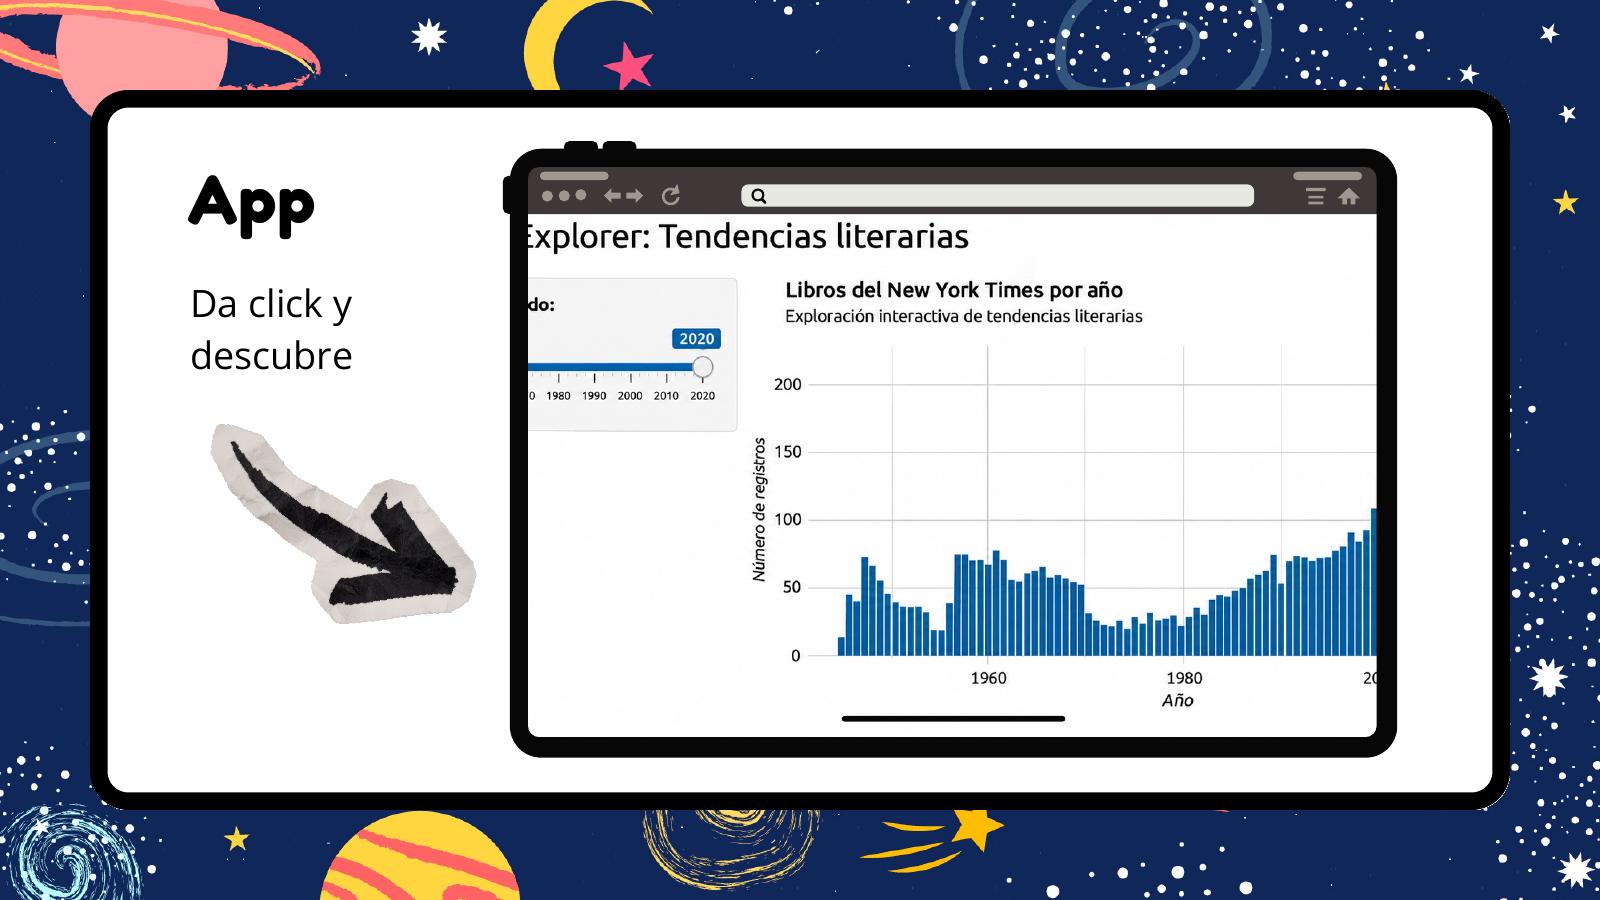 App
Da click y
descubre
Explorer: Tendencias literarias
do:
2020
0 1980 1990 2000 2010 2020
Libros del New York Times por año
Exploración interactiva de tendencias literarias
Número de registros
200
150
100
50
0
1960 1980 20
Año